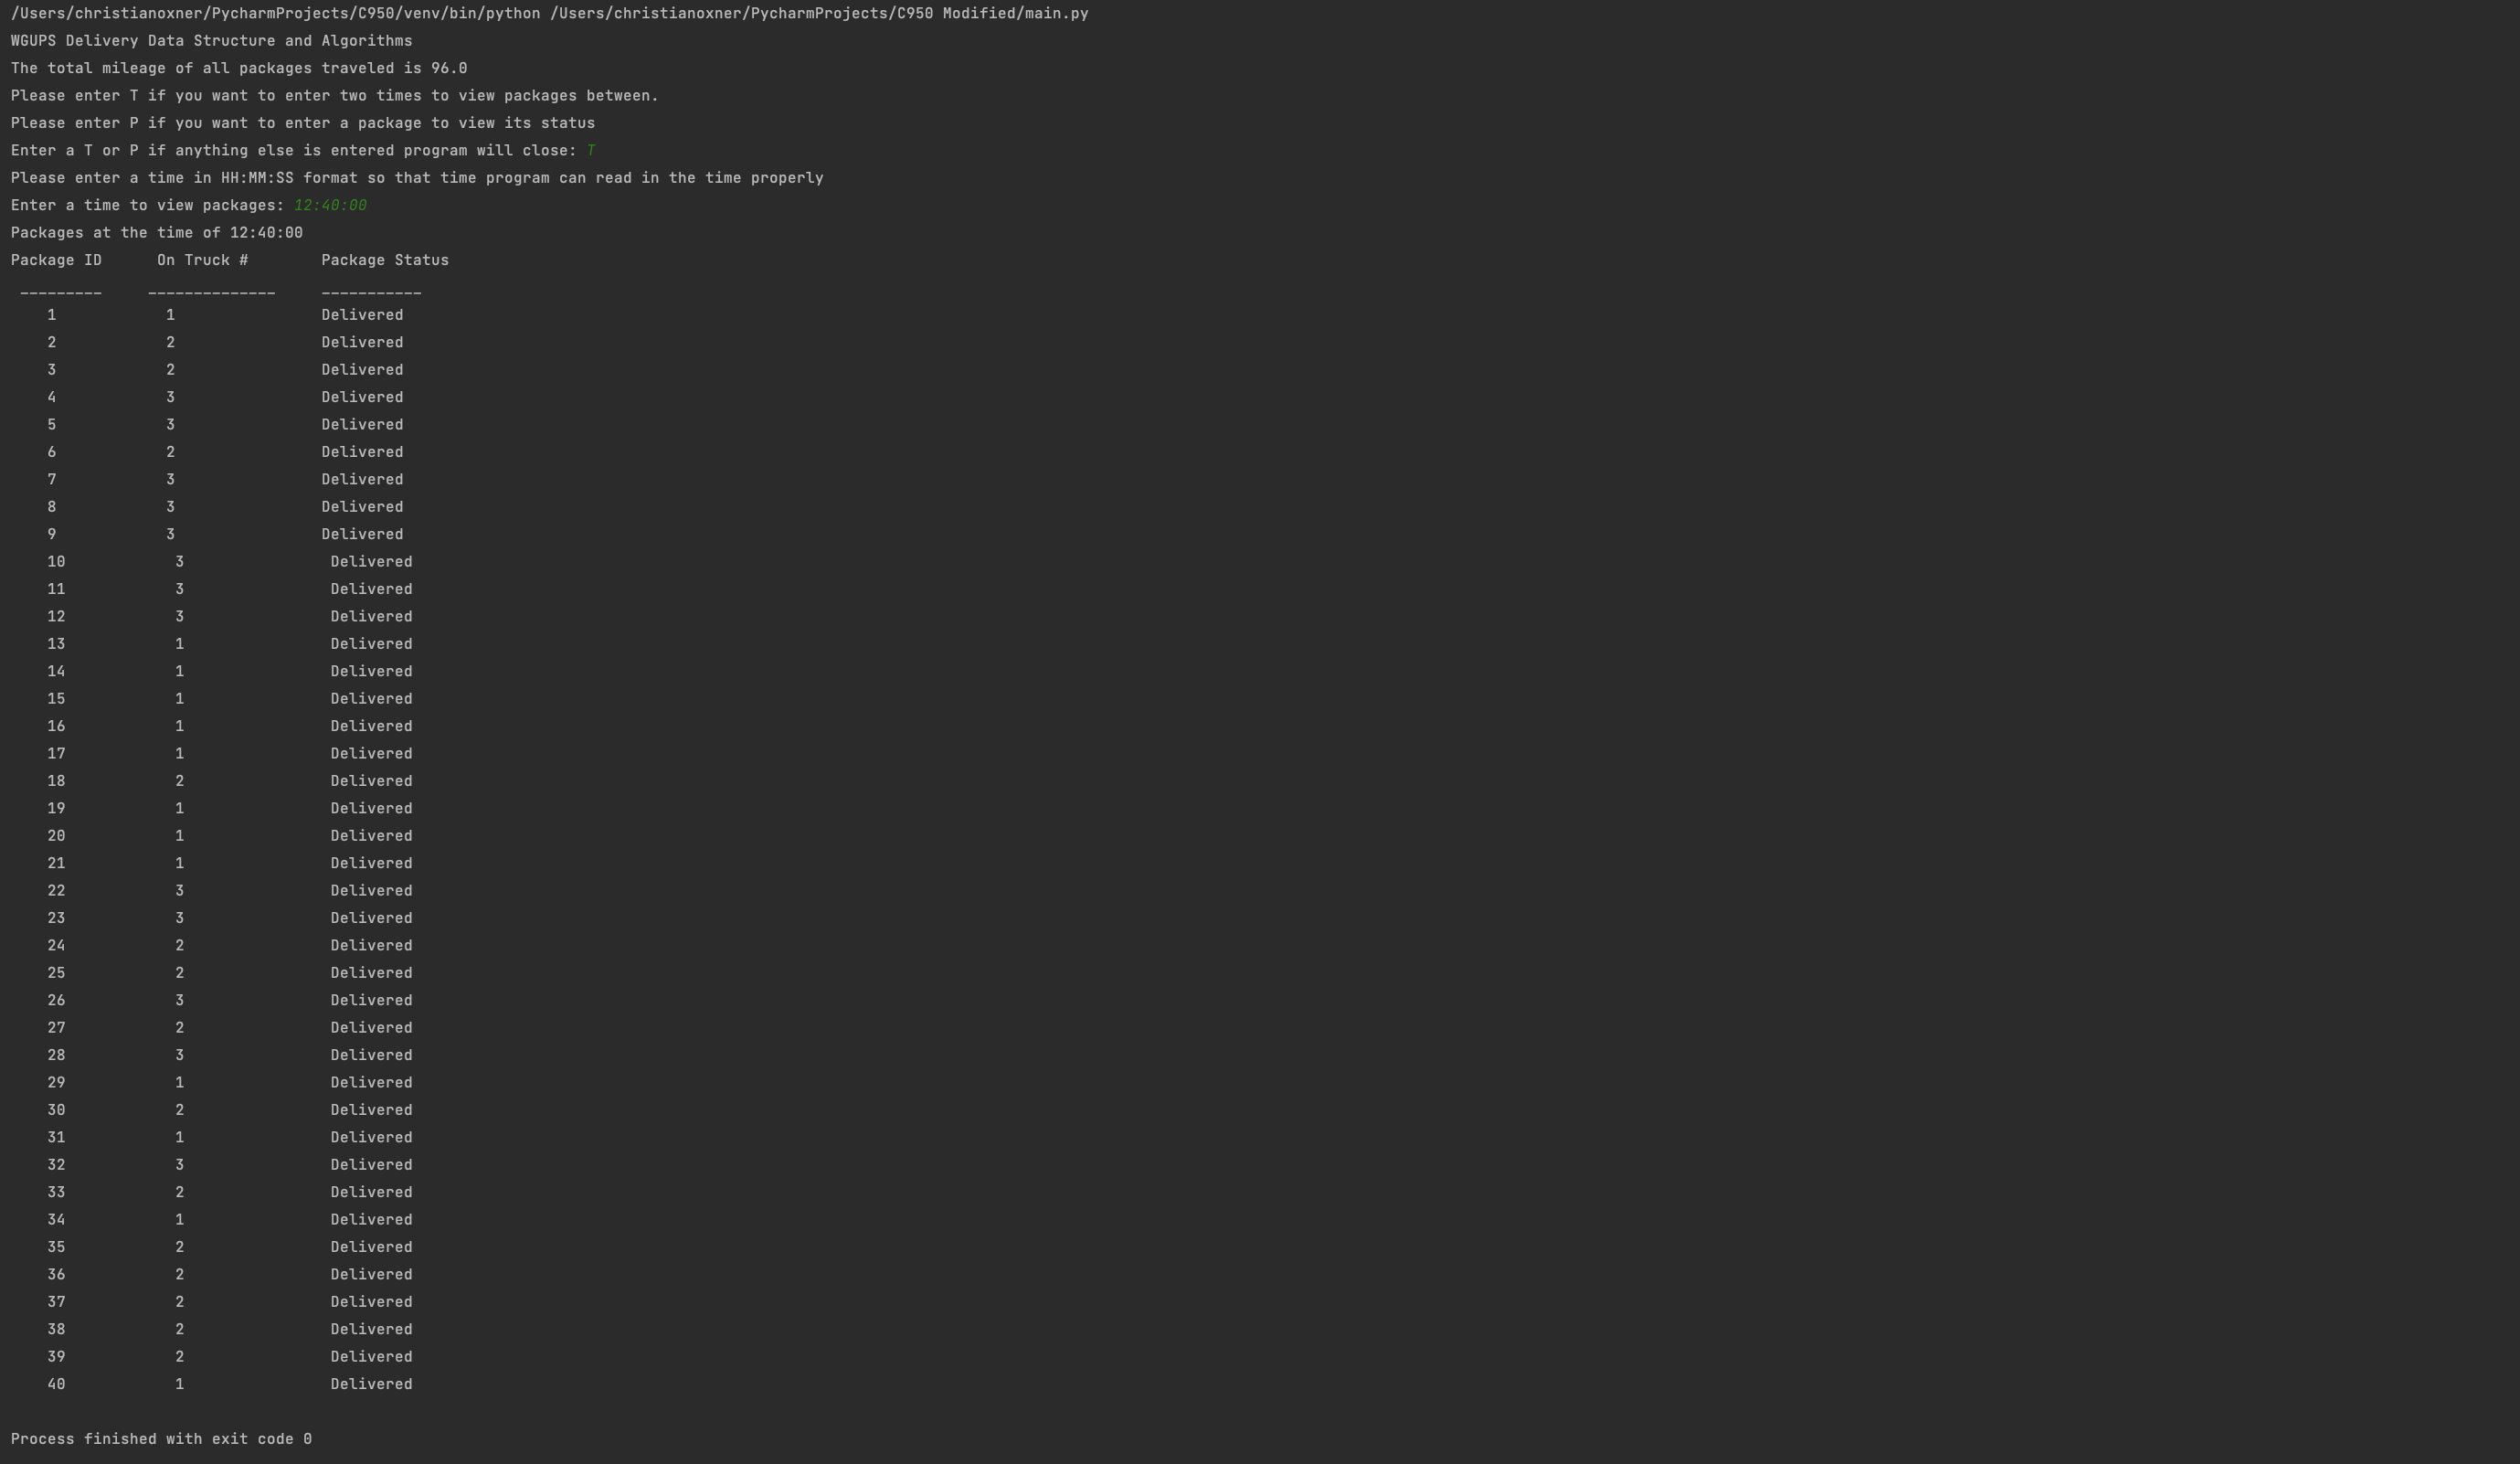 /Users/christianoxner/PycharmProjects/C950/venv/bin/python /Users/christianoxner/PycharmProjects/C950 Modified/main.py
WGUPS Delivery Data Structure and Algorithms
The total mileage of all packages traveled is 96.0
Please enter T if you want to enter two times to view packages between.
Please enter P if you want to enter a package to view its status
Enter a T or P if anything else is entered program will close: T
Please enter a time in HH:MM:SS format so that time program can read in the time properly
Enter a time to view packages: 12:40:00
Packages at the time of 12:40:00
Package ID      On Truck #        Package Status
 _________     ______________     ___________
    1            1                Delivered
    2            2                Delivered
    3            2                Delivered
    4            3                Delivered
    5            3                Delivered
    6            2                Delivered
    7            3                Delivered
    8            3                Delivered
    9            3                Delivered
    10            3                Delivered
    11            3                Delivered
    12            3                Delivered
    13            1                Delivered
    14            1                Delivered
    15            1                Delivered
    16            1                Delivered
    17            1                Delivered
    18            2                Delivered
    19            1                Delivered
    20            1                Delivered
    21            1                Delivered
    22            3                Delivered
    23            3                Delivered
    24            2                Delivered
    25            2                Delivered
    26            3                Delivered
    27            2                Delivered
    28            3                Delivered
    29            1                Delivered
    30            2                Delivered
    31            1                Delivered
    32            3                Delivered
    33            2                Delivered
    34            1                Delivered
    35            2                Delivered
    36            2                Delivered
    37            2                Delivered
    38            2                Delivered
    39            2                Delivered
    40            1                Delivered
Process finished with exit code 0